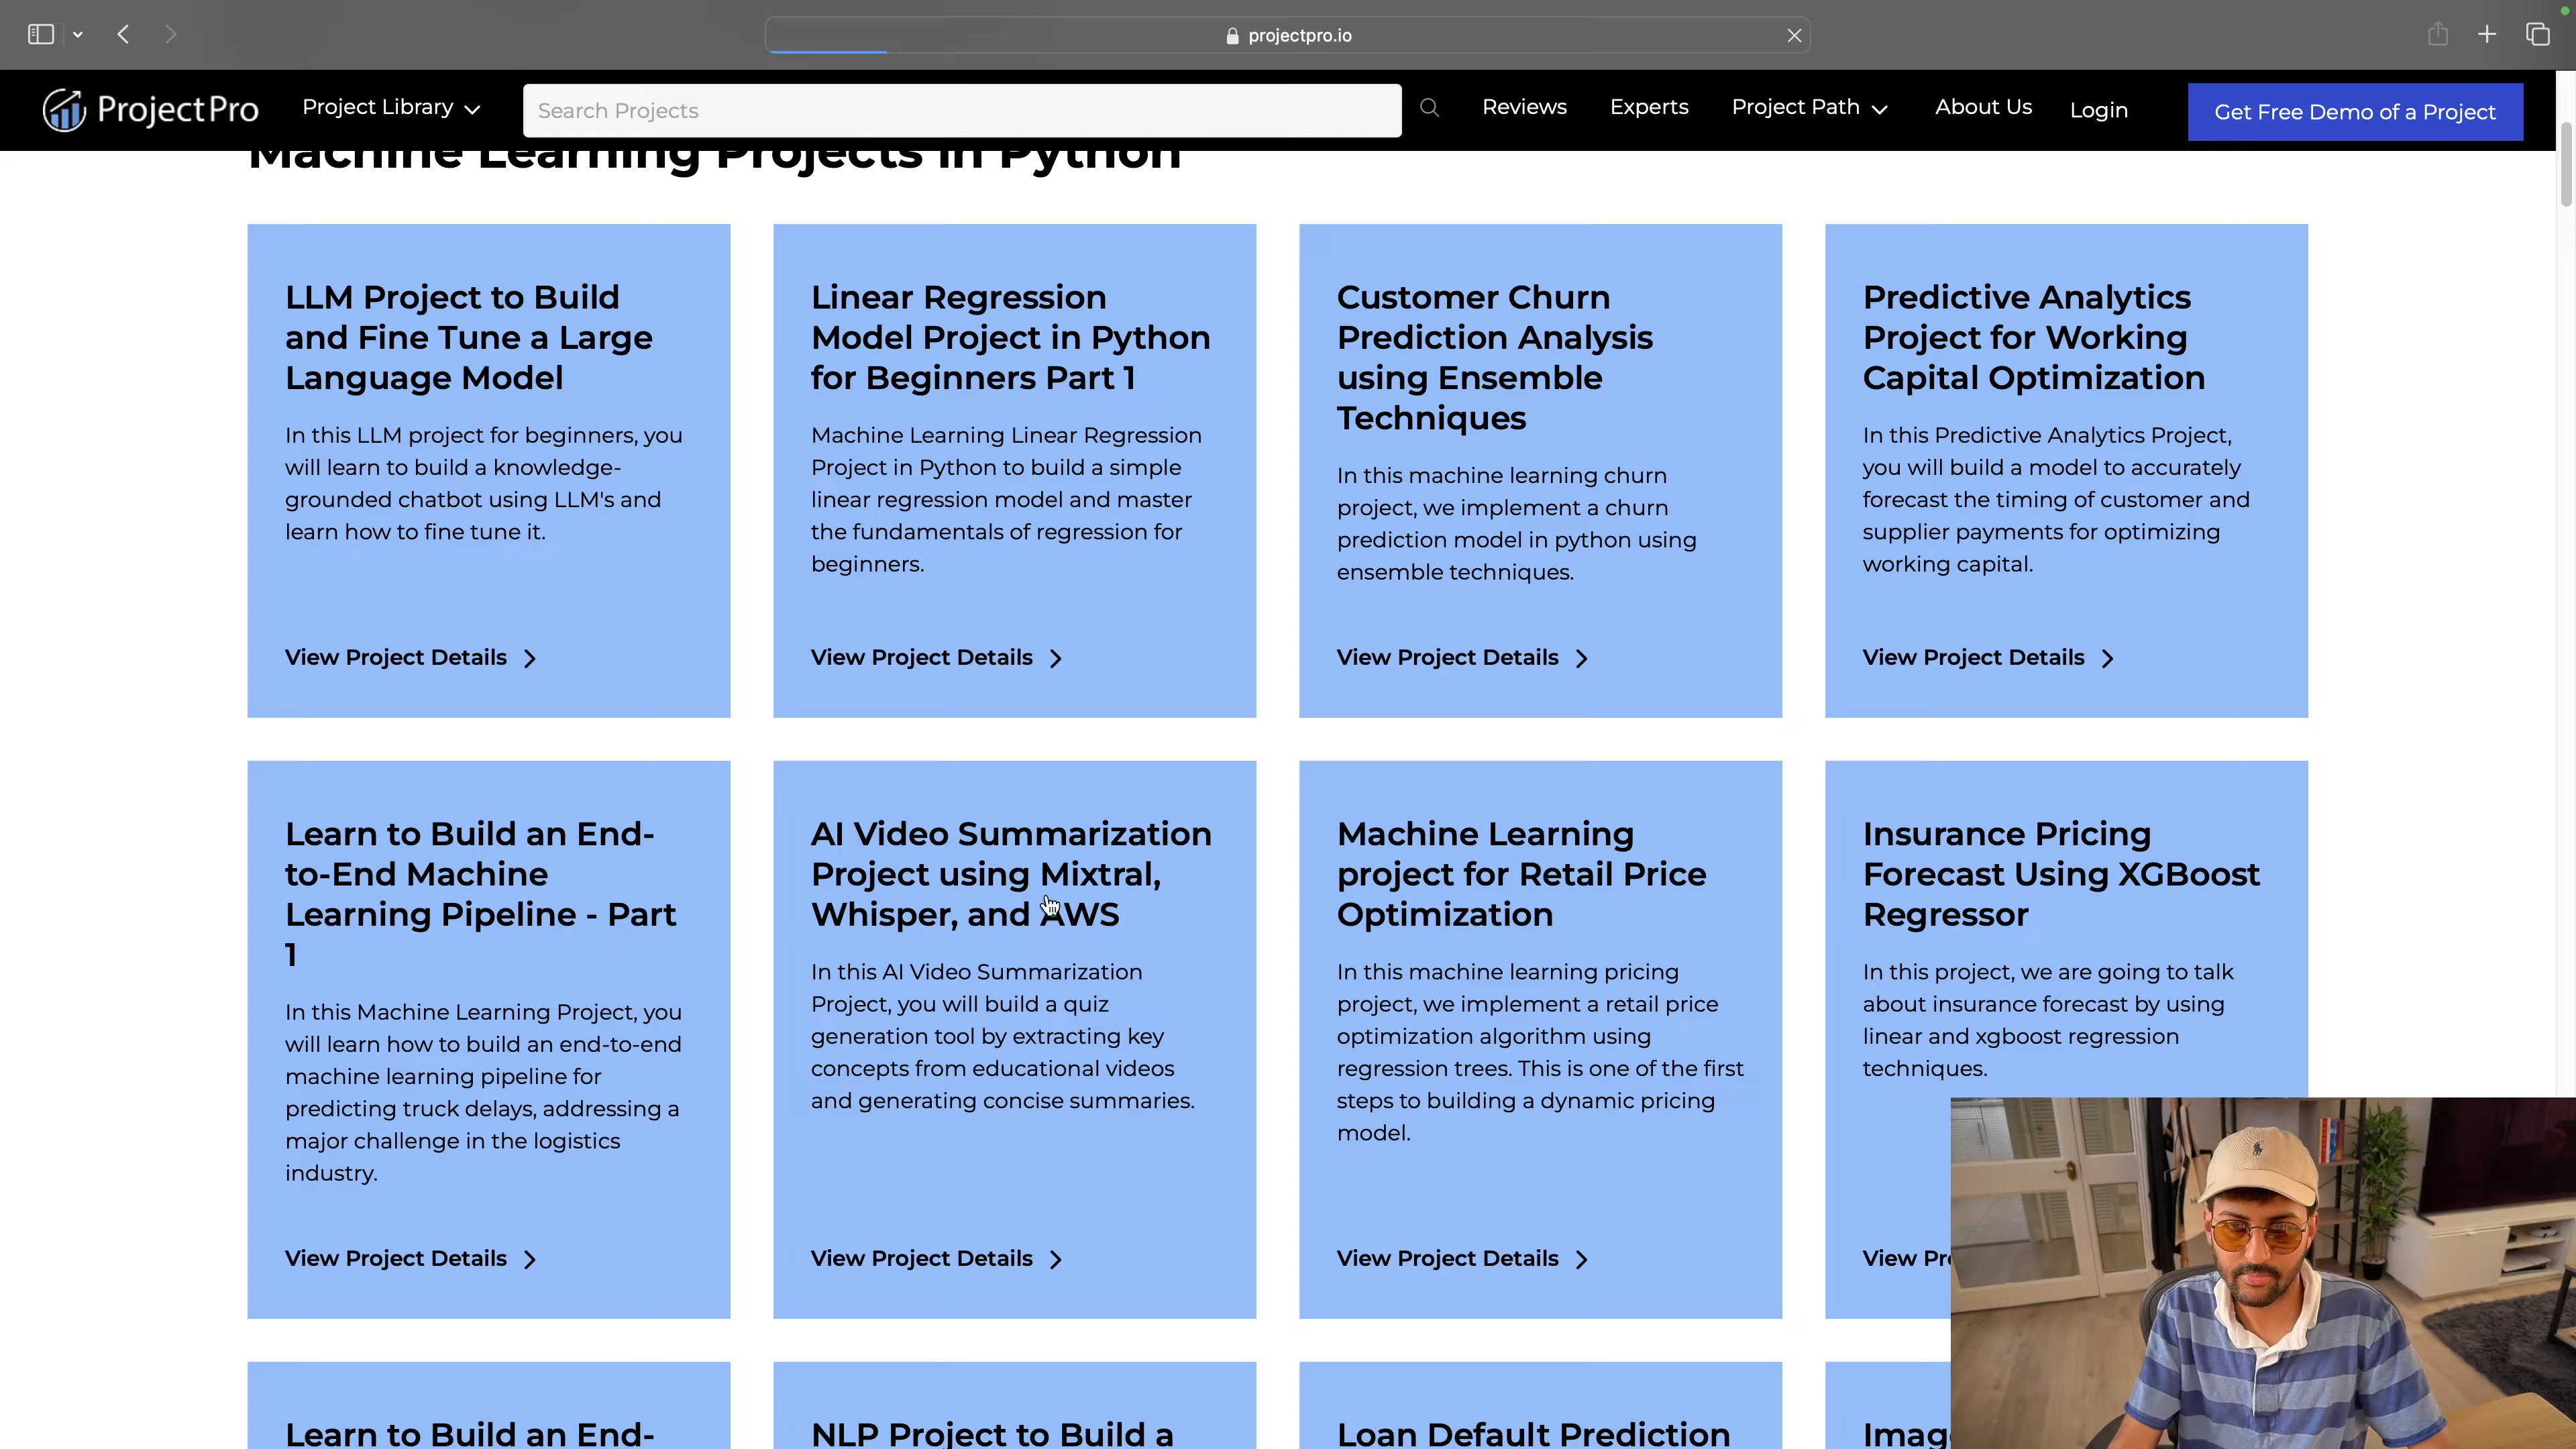 projectpro.io
ProjectPro
Project Library
Search Projects
Reviews
Experts
Project Path
About Us
Login
Get Free Demo of a Project
Machine Learning Projects in Python
LLM Project to Build
and Fine Tune a Large
Language Model
In this LLM project for beginners, you
will learn to build a knowledge-
grounded chatbot using LLM's and
learn how to fine tune it.
View Project Details
Linear Regression
Model Project in Python
for Beginners Part 1
Machine Learning Linear Regression
Project in Python to build a simple
linear regression model and master
the fundamentals of regression for
beginners.
View Project Details
Customer Churn
Prediction Analysis
using Ensemble
Techniques
In this machine learning churn
project, we implement a churn
prediction model in python using
ensemble techniques.
View Project Details
Predictive Analytics
Project for Working
Capital Optimization
In this Predictive Analytics Project,
you will build a model to accurately
forecast the timing of customer and
supplier payments for optimizing
working capital.
View Project Details
Learn to Build an End-
to-End Machine
Learning Pipeline - Part
1
In this Machine Learning Project, you
will learn how to build an end-to-end
machine learning pipeline for
predicting truck delays, addressing a
major challenge in the logistics
industry.
View Project Details
AI Video Summarization
Project using Mixtral,
Whisper, and AWS
In this AI Video Summarization
Project, you will build a quiz
generation tool by extracting key
concepts from educational videos
and generating concise summaries.
View Project Details
Machine Learning
project for Retail Price
Optimization
In this machine learning pricing
project, we implement a retail price
optimization algorithm using
regression trees. This is one of the first
steps to building a dynamic pricing
model.
View Project Details
Insurance Pricing
Forecast Using XGBoost
Regressor
In this project, we are going to talk
about insurance forecast by using
linear and xgboost regression
techniques.
View Pr
Learn to Build an End-
NLP Project to Build a
Loan Default Prediction
Imag